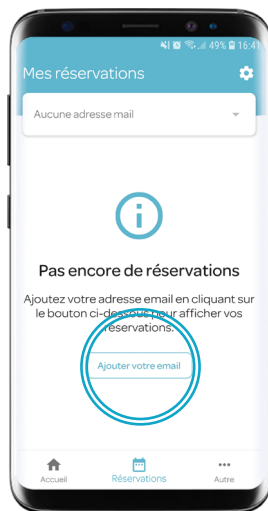 49% 16:41
Mes réservations
Aucune adresse mail
Pas encore de réservations
Ajoutez votre adresse email en cliquant sur
le bouton ci-dessous pour afficher vos
réservations.
Ajouter votre email
Accueil
Réservations
Autre